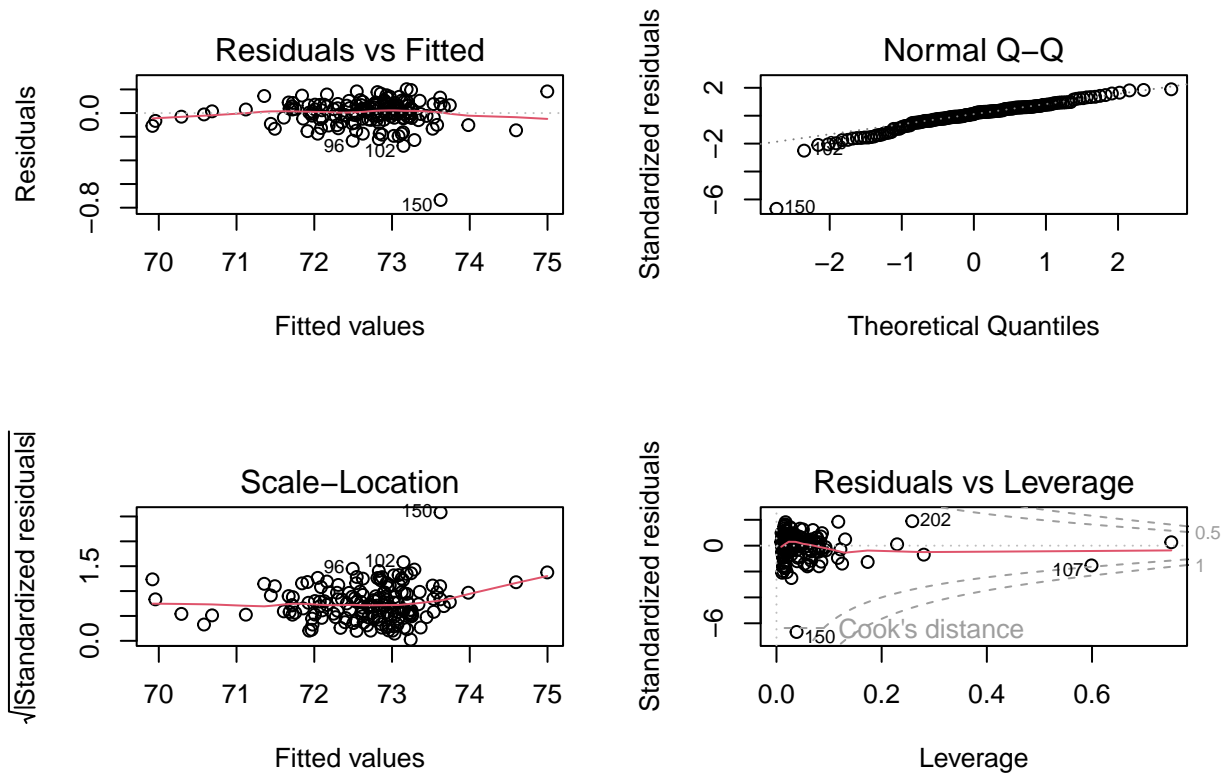 Residuals vs Fitted
Residuals
0.0
−0.8
96
102
150
70 71 72 73 74 75
Fitted values
Normal Q−Q
Standardized residuals
2
−2
−6
102
150
−2 −1 0 1 2
Theoretical Quantiles
Scale−Location
√|Standardized residuals|
1.5
0.0
150
96
102
70 71 72 73 74 75
Fitted values
Residuals vs Leverage
Standardized residuals
0
−6
202
107
150
Cook's distance
0.5
1
0.0 0.2 0.4 0.6
Leverage